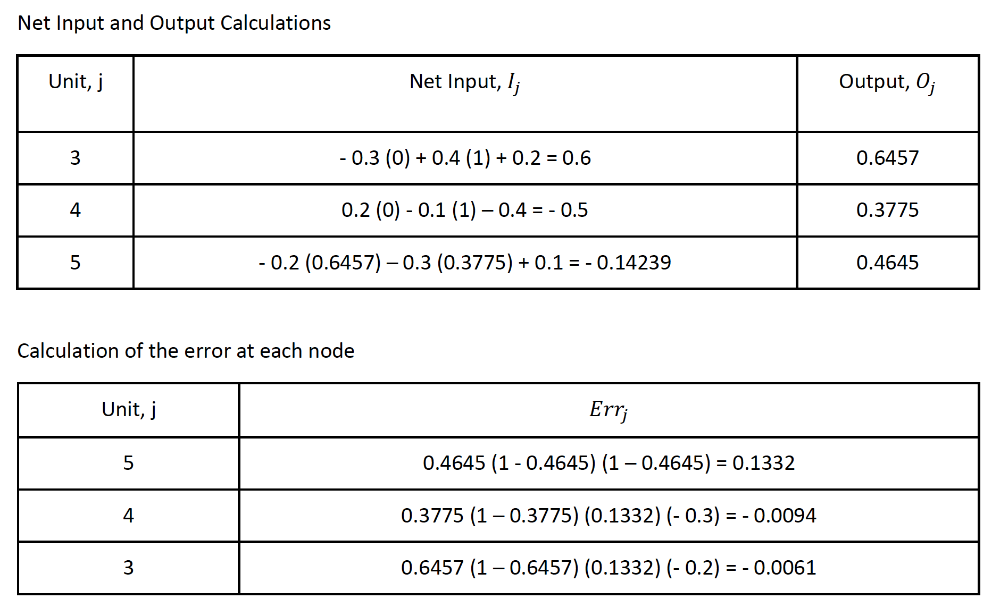 Net Input and Output Calculations
Unit, j Net Input, Iⱼ Output, Oⱼ
3 - 0.3 (0) + 0.4 (1) + 0.2 = 0.6 0.6457
4 0.2 (0) - 0.1 (1) – 0.4 = - 0.5 0.3775
5 - 0.2 (0.6457) – 0.3 (0.3775) + 0.1 = - 0.14239 0.4645
Calculation of the error at each node
Unit, j Errⱼ
5 0.4645 (1 - 0.4645) (1 – 0.4645) = 0.1332
4 0.3775 (1 – 0.3775) (0.1332) (- 0.3) = - 0.0094
3 0.6457 (1 – 0.6457) (0.1332) (- 0.2) = - 0.0061